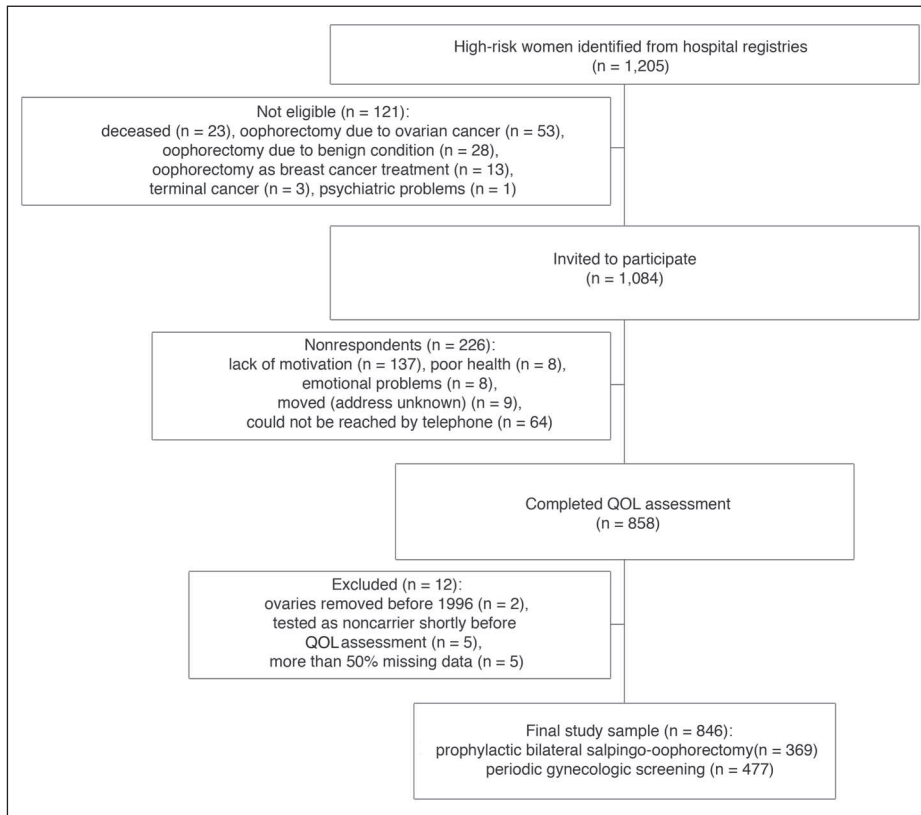 High-risk women identified from hospital registries
(n = 1,205)
Not eligible (n = 121):
deceased (n = 23), oophorectomy due to ovarian cancer (n = 53),
oophorectomy due to benign condition (n = 28),
oophorectomy as breast cancer treatment (n = 13),
terminal cancer (n = 3), psychiatric problems (n = 1)
Invited to participate
(n = 1,084)
Nonrespondents (n = 226):
lack of motivation (n = 137), poor health (n = 8),
emotional problems (n = 8),
moved (address unknown) (n = 9),
could not be reached by telephone (n = 64)
Completed QOL assessment
(n = 858)
Excluded (n = 12):
ovaries removed before 1996 (n = 2),
tested as noncarrier shortly before
QOL assessment (n = 5),
more than 50% missing data (n = 5)
Final study sample (n = 846):
prophylactic bilateral salpingo-oophorectomy(n = 369)
periodic gynecologic screening (n = 477)